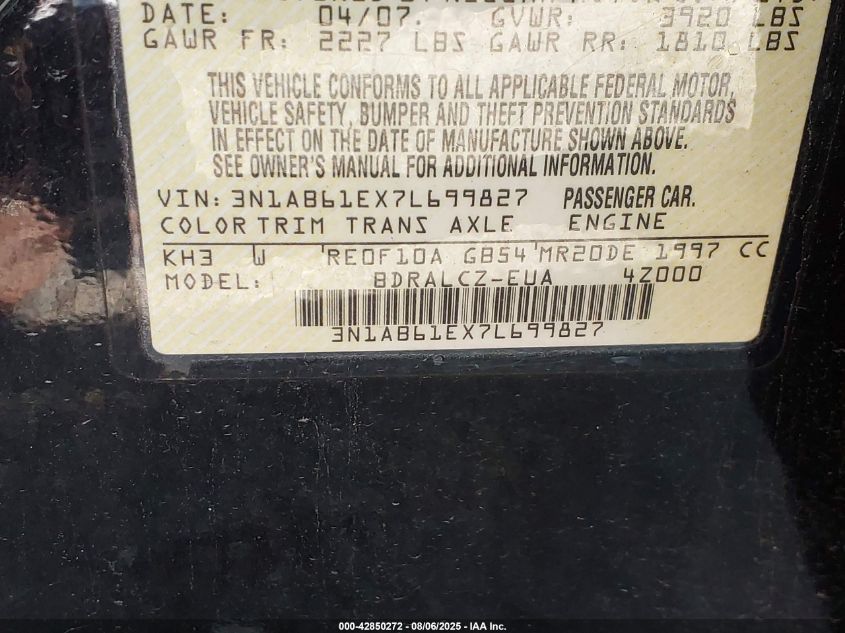 DATE: 04/07. GVWR: 3920 LBS
GAWR FR: 2227 LBS GAWR RR: 1810 LBS
THIS VEHICLE CONFORMS TO ALL APPLICABLE FEDERAL MOTOR,
VEHICLE SAFETY, BUMPER AND THEFT PREVENTION STANDARDS
IN EFFECT ON THE DATE OF MANUFACTURE SHOWN ABOVE.
SEE OWNER'S MANUAL FOR ADDITIONAL INFORMATION.
VIN: 3N1AB61EX7L699827 PASSENGER CAR.
COLOR TRIM TRANS AXLE ENGINE
KH3 W 'RE0F10A GB54'MR20DE 1997 CC
MODEL: BDRALCZ-EUA 4Z000
3N1AB61EX7L699827
000-42850272 - 08/06/2025 - IAA Inc.